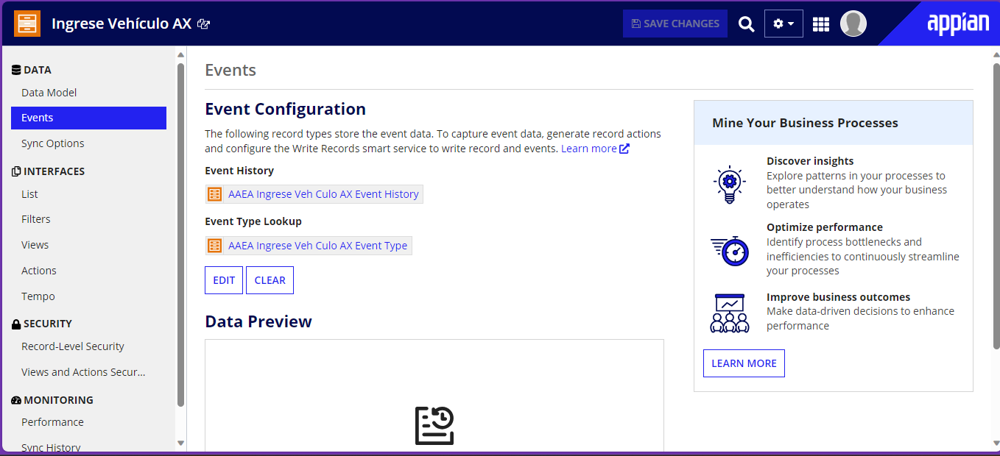 Ingrese Vehículo AX
SAVE CHANGES
appian
DATA
Data Model
Events
Sync Options
INTERFACES
List
Filters
Views
Actions
Tempo
SECURITY
Record-Level Security
Views and Actions Secur...
MONITORING
Performance
Sync History
Events
Event Configuration
The following record types store the event data. To capture event data, generate record actions
and configure the Write Records smart service to write record and events. Learn more
Event History
AAEA Ingrese Veh Culo AX Event History
Event Type Lookup
AAEA Ingrese Veh Culo AX Event Type
EDIT
CLEAR
Data Preview
Mine Your Business Processes
Discover insights
Explore patterns in your processes to
better understand how your business
operates
Optimize performance
Identify process bottlenecks and
inefficiencies to continuously streamline
your processes
Improve business outcomes
Make data-driven decisions to enhance
performance
LEARN MORE